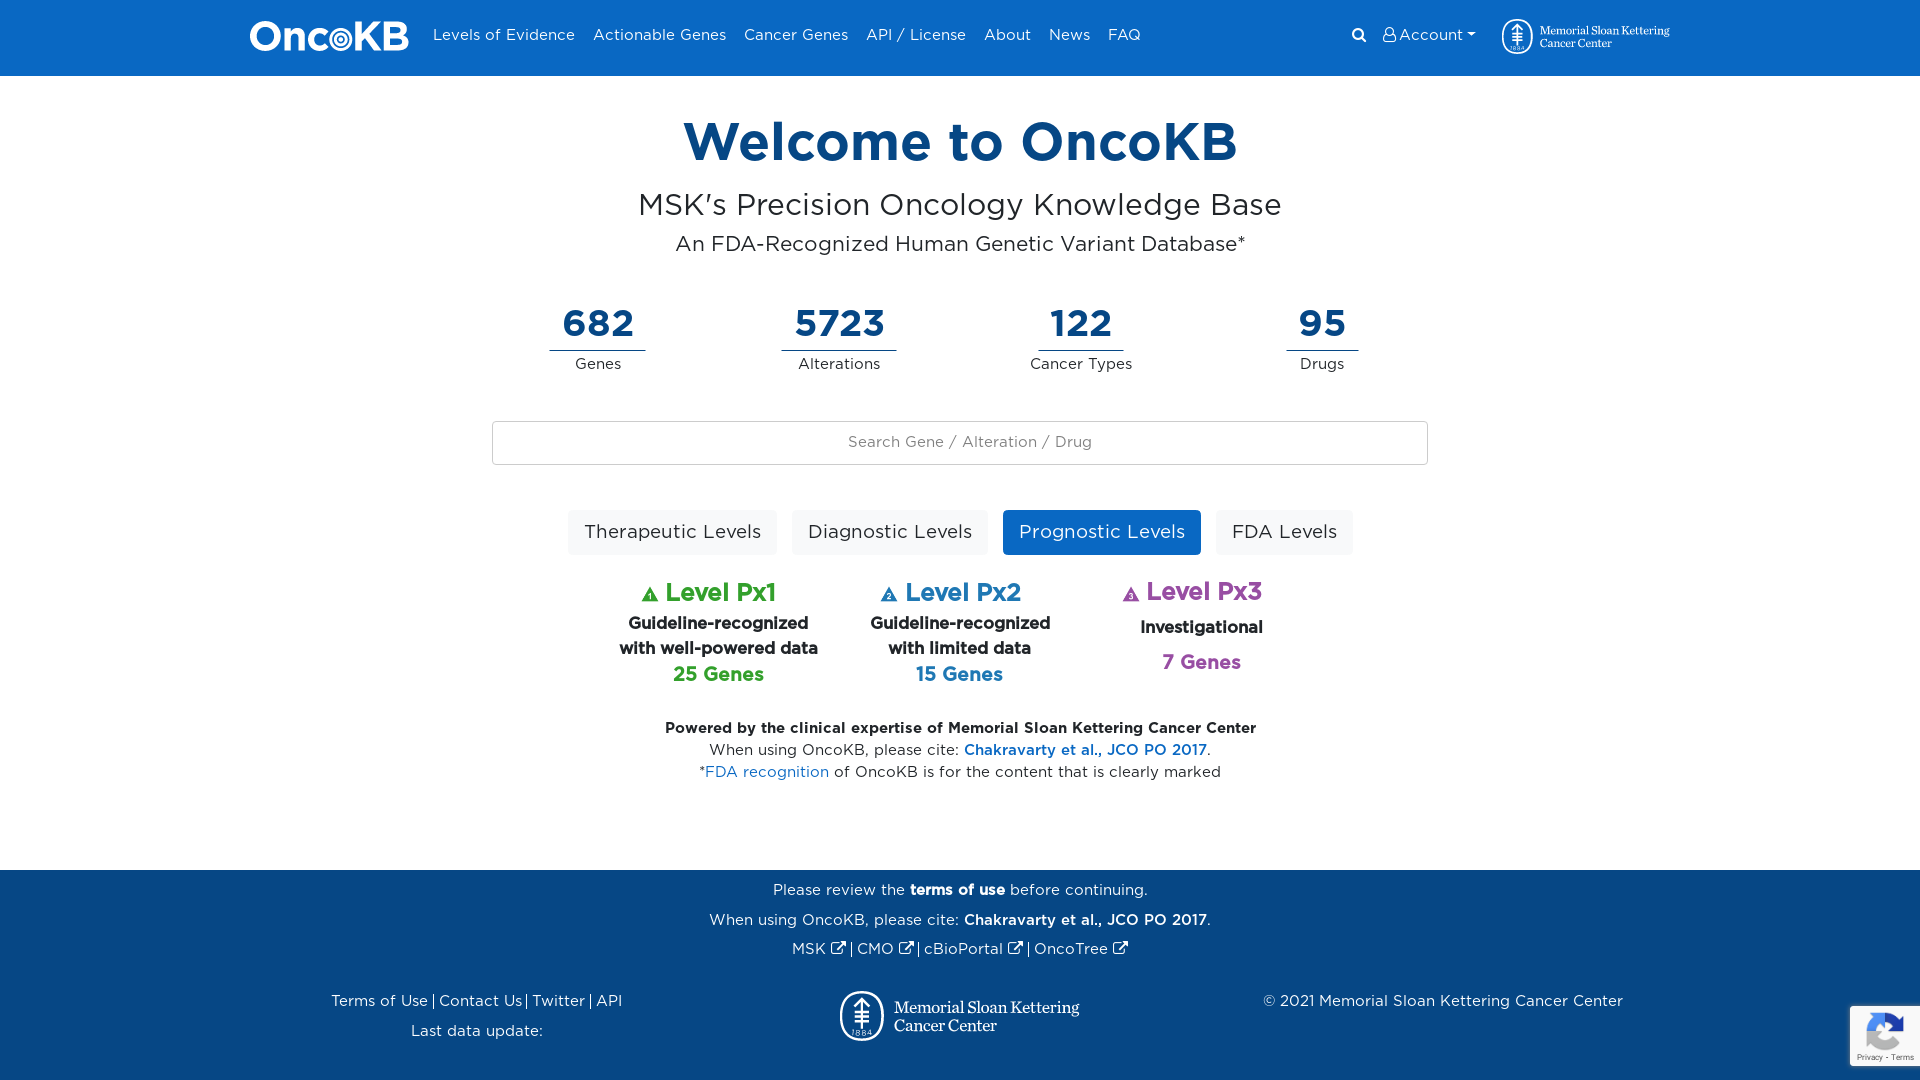 OncoKB Levels of Evidence Actionable Genes Cancer Genes API / License About News FAQ Account Memorial Sloan Kettering Cancer Center 1884
Welcome to OncoKB
MSK's Precision Oncology Knowledge Base
An FDA-Recognized Human Genetic Variant Database*
682 5723 122 95
Genes Alterations Cancer Types Drugs
Search Gene / Alteration / Drug
Therapeutic Levels Diagnostic Levels Prognostic Levels FDA Levels
1 Level Px1 2 Level Px2 3 Level Px3
Guideline-recognized Guideline-recognized Investigational
with well-powered data with limited data
25 Genes 15 Genes 7 Genes
Powered by the clinical expertise of Memorial Sloan Kettering Cancer Center
When using OncoKB, please cite: Chakravarty et al., JCO PO 2017.
*FDA recognition of OncoKB is for the content that is clearly marked
Please review the terms of use before continuing.
When using OncoKB, please cite: Chakravarty et al., JCO PO 2017.
MSK | CMO | cBioPortal | OncoTree
Terms of Use | Contact Us | Twitter | API
Last data update:
1884 Memorial Sloan Kettering
Cancer Center
© 2021 Memorial Sloan Kettering Cancer Center
Privacy - Terms